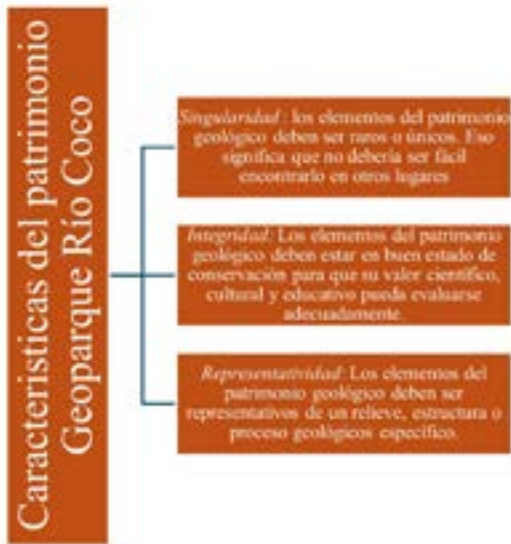 Caracteristicas del patrimonio
Geoparque Río Coco
Singularidad : los elementos del patrimonio
geológico deben ser raros o únicos. Eso
significa que no debería ser fácil
encontrarlo en otros lugares
Integridad: Los elementos del patrimonio
geológico deben estar en buen estado de
conservación para que su valor científico,
cultural y educativo pueda evaluarse
adecuadamente.
Representatividad: Los elementos del
patrimonio geológico deben ser
representativos de un relieve, estructura o
proceso geológicos específico.